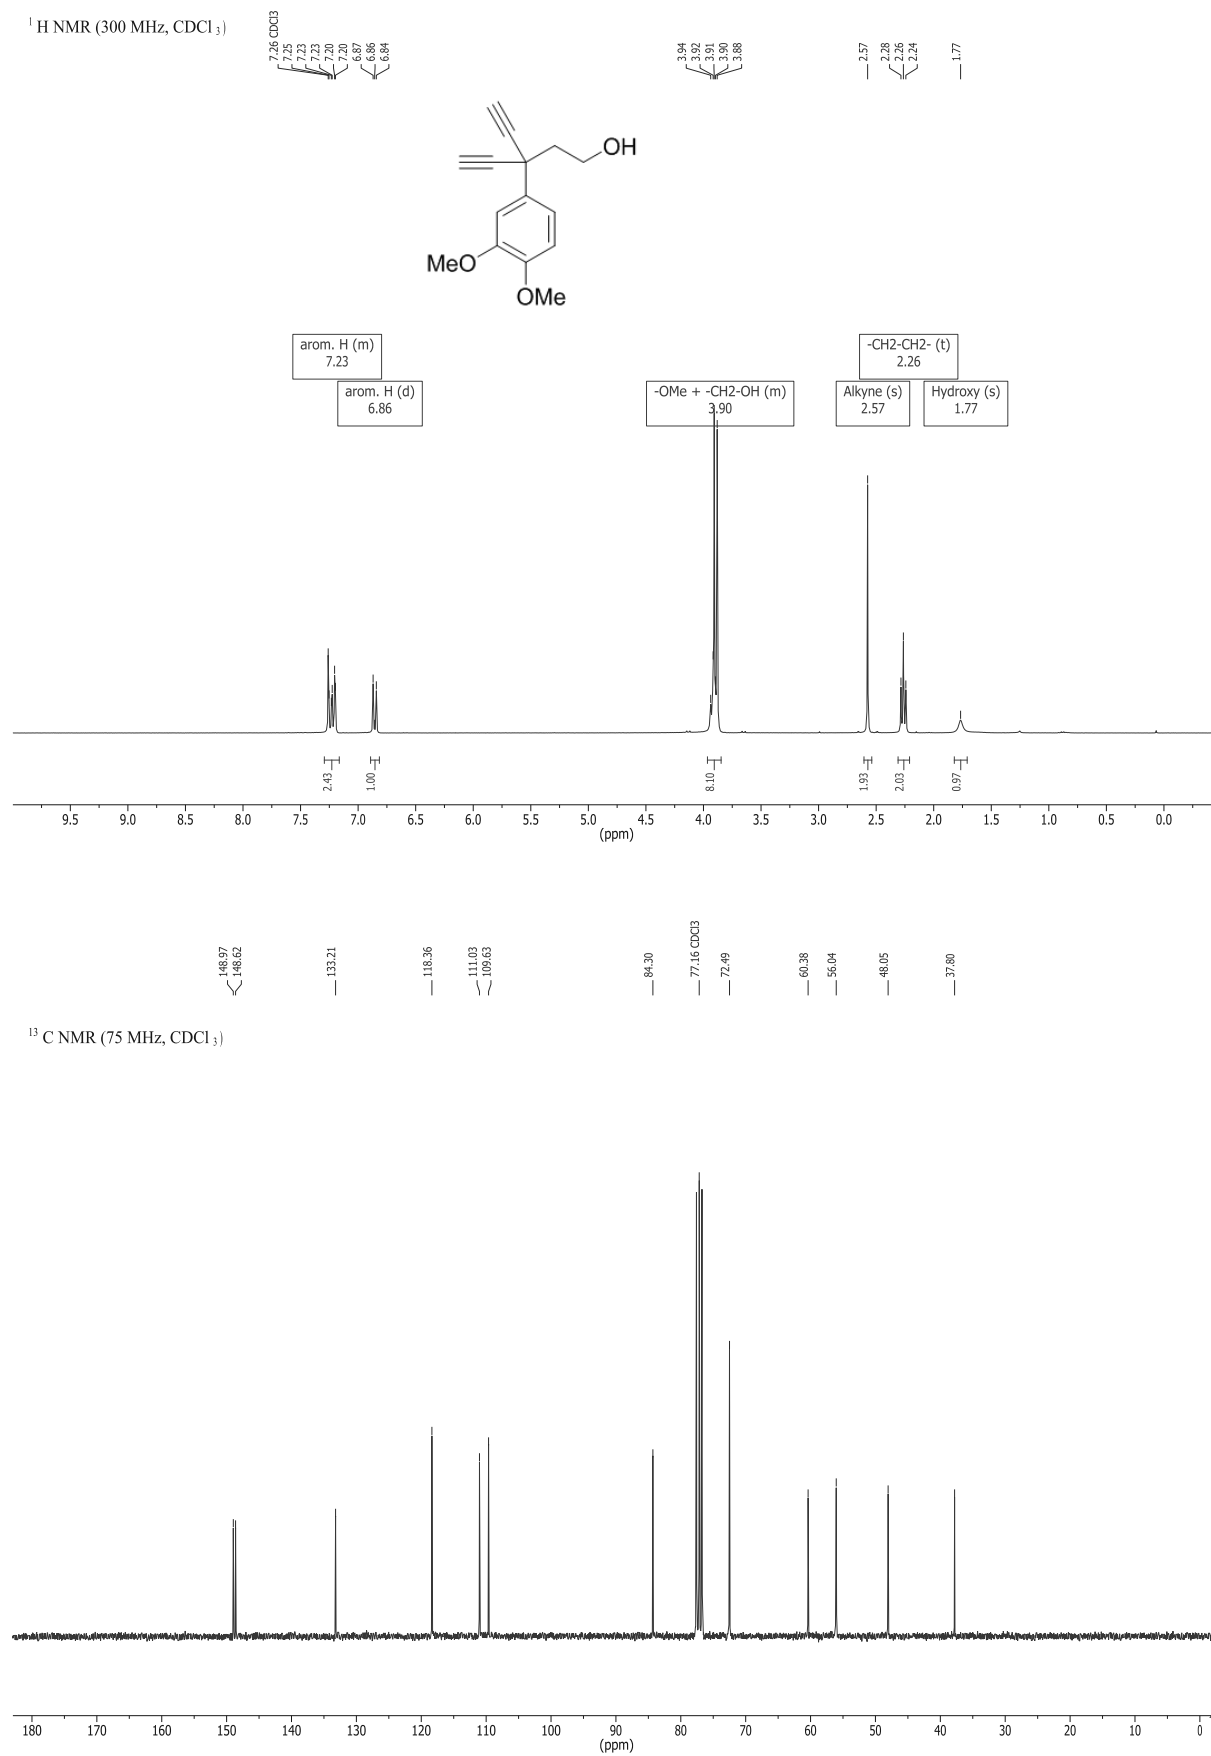 1 H NMR (300 MHz, CDCl 3)
7.26 CDCl3
7.25
7.23
7.23
7.20
7.20
6.87
6.86
6.84
3.94
3.92
3.91
3.90
3.88
2.57
2.28
2.26
2.24
1.77
OH
MeO
OMe
arom. H (m)
7.23
-CH2-CH2- (t)
2.26
arom. H (d)
6.86
-OMe + -CH2-OH (m)
3.90
Alkyne (s)
2.57
Hydroxy (s)
1.77
2.43
1.00
8.10
1.93
2.03
0.97
9.5 9.0 8.5 8.0 7.5 7.0 6.5 6.0 5.5 5.0 4.5 4.0 3.5 3.0 2.5 2.0 1.5 1.0 0.5 0.0
(ppm)
148.97
148.62
133.21
118.36
111.03
109.63
84.30
77.16 CDCl3
72.49
60.38
56.04
48.05
37.80
13 C NMR (75 MHz, CDCl 3)
180 170 160 150 140 130 120 110 100 90 80 70 60 50 40 30 20 10 0
(ppm)